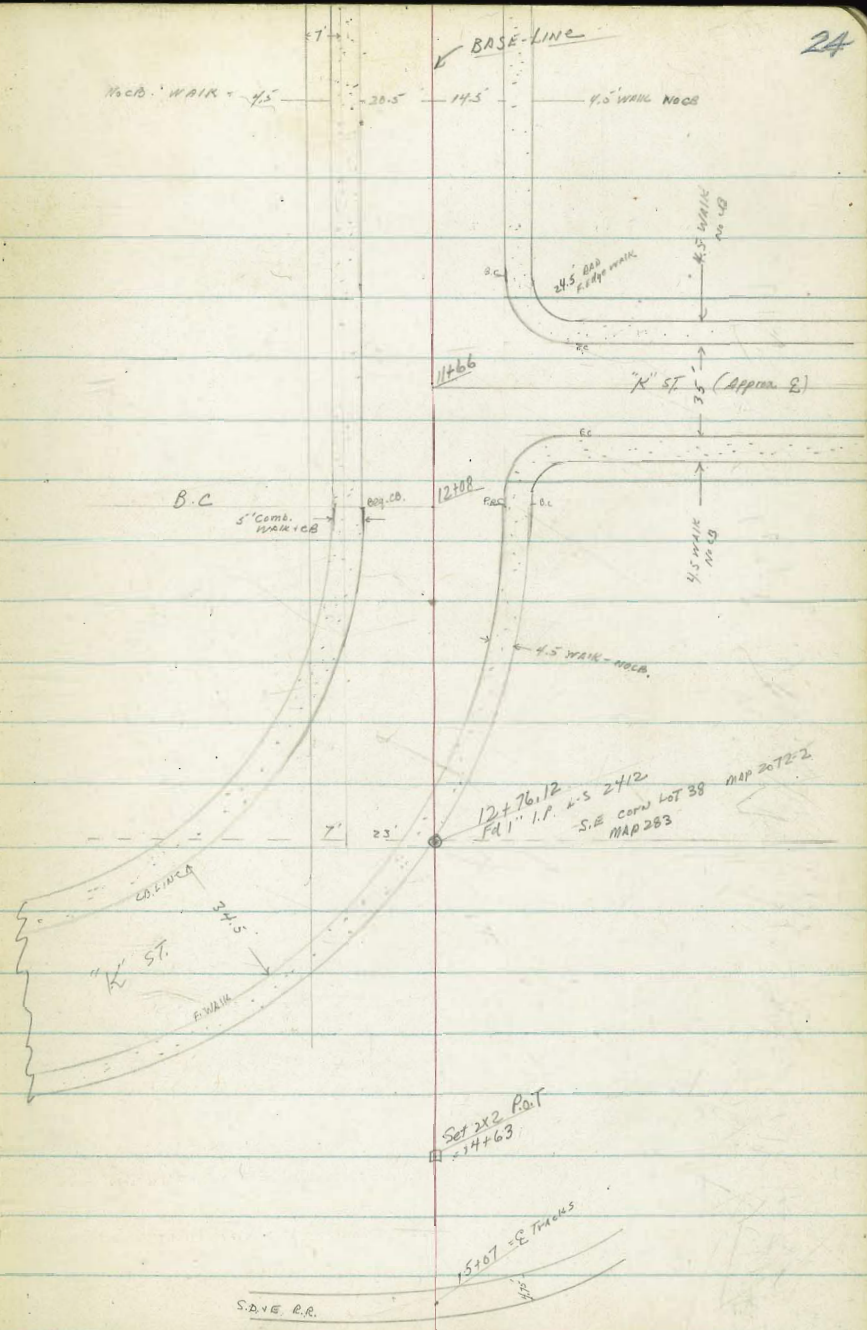 24
7'
BASE-LINE
No CB. WALK = 4.5 20.5 14.5' 4.5' WALK NO CB
4.5' WALK
NO CB
B.C.
24.5' RAD
F. Edge WALK
E.C
11+66
"K" ST. (Approx ℄)
35'
E.C
B.C
Beg. CB.
12+08
P.R.C
B.C
5' Comb.
WALK + CB
4.5 WALK
NO CB
4.5 WALK - NO CB.
12+76.12
Fd 1" I.P. L-S 2412
S.E CORN LOT 38 MAP 2072-2
MAP 283
7' 23'
CB. LINE
34.5
"K" ST.
F. WALK
Set 2x2 P.O.T
=14+63
15+07 = ℄ Tracks
4.75'
S.D. & E R.R.